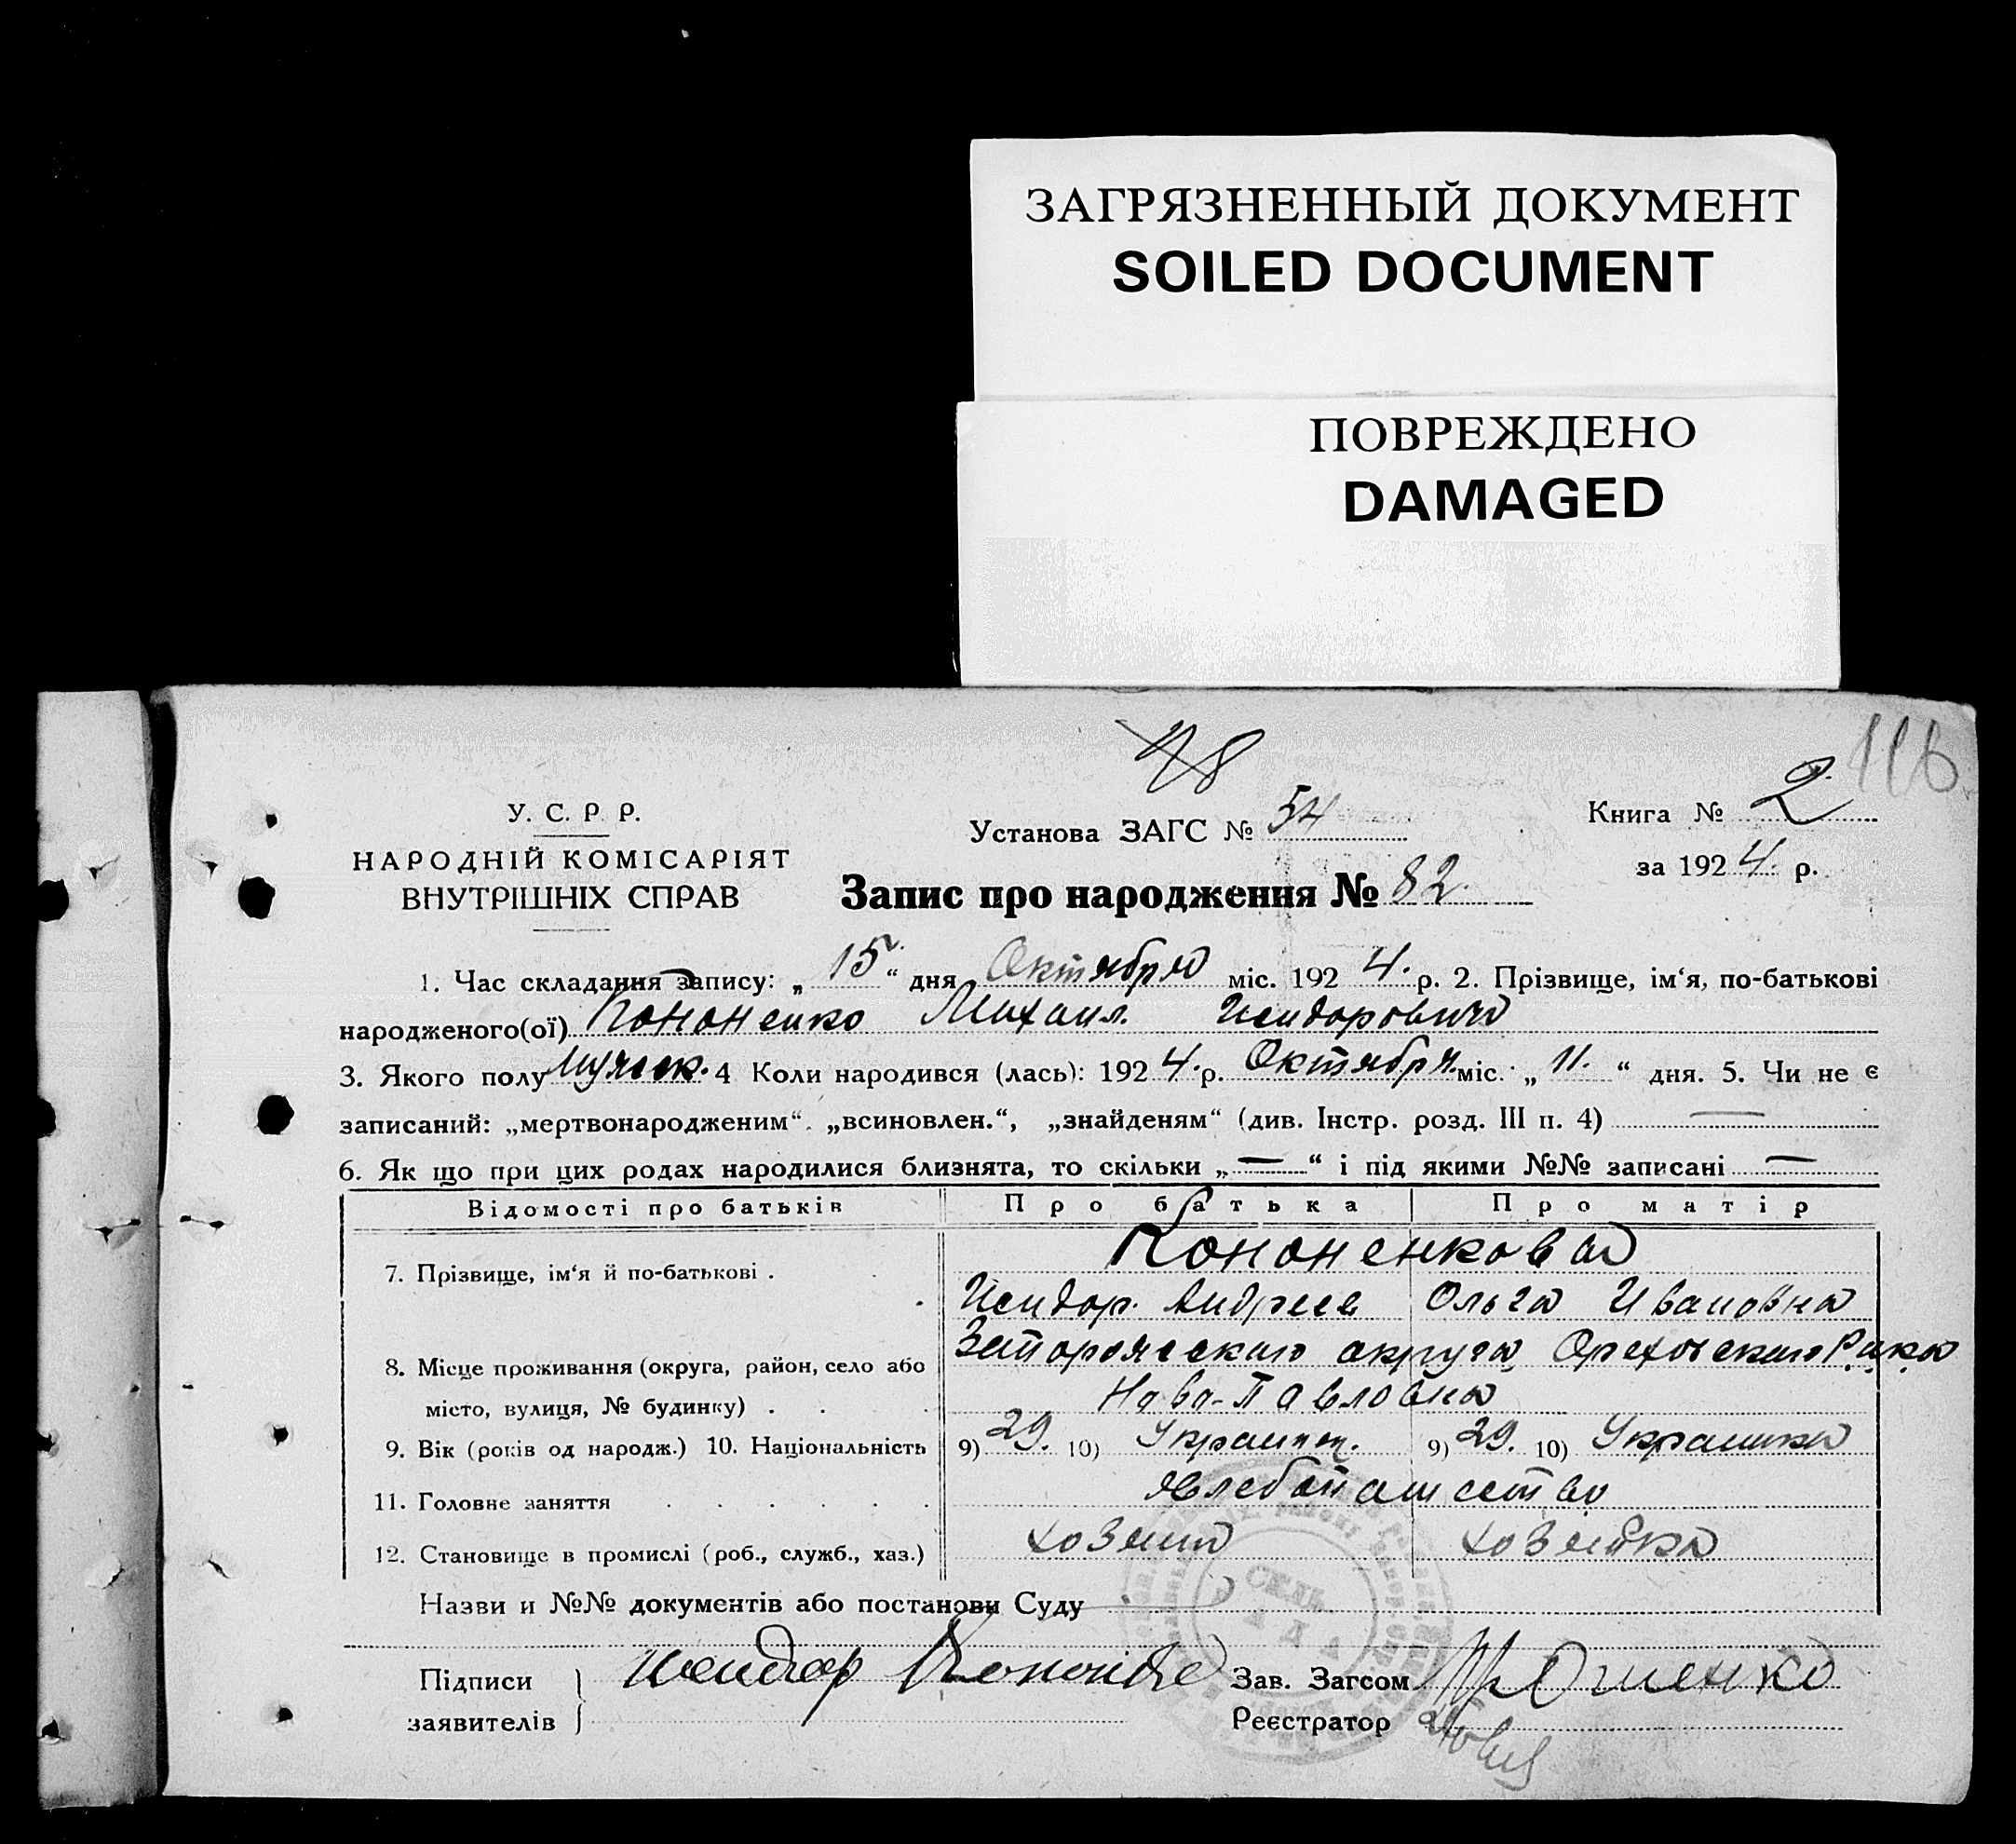 ЗАГРЯЗНЕННЫЙ ДОКУМЕНТ
SOILED DOCUMENT
ПОВРЕЖДЕНО
DAMAGED
116
48
У. С. Р. Р.
НАРОДНІЙ КОМІСАРІЯТ
ВНУТРІШНІХ СПРАВ
Установа ЗАГС № 54
Книга № 2
за 1924 р.
Запис про народження № 82.
1. Час складання запису: „ 15 “ дня Октября міс. 1924. р. 2. Прізвище, ім‘я, по-батькові
народженого(ої) Кононенко Михаил. Исидорович
3. Якого полу Мужск. 4 Коли народився (лась): 1924. р. Октября. міс. „ 11. “ дня. 5. Чи не є
записаний: „мертвонародженим“. „всиновлен.“, „знайденям“ (див. Інстр. розд. III п. 4) —
6. Як що при цих родах народилися близнята, то скільки „ — “ і під якими №№ записані —
Відомості про батьків Про батька Про матір
7. Прізвище, ім‘я й по-батькові . Кононенкова
Исидор. Андреев Ольга Ивановна
8. Місце проживання (округа, район, село або Запорожскаго округа, Ореховскаго
місто, вулиця, № будинку) . . . Ново-Павловка
9. Вік (років од народж.) 10. Національність 9) 29. 10) Украинц. 9) 29. 10) Украинка
11. Головне заняття . . . . . . Хлебопашество
12. Становище в промислі (роб., служб., хаз.) хозяин хозяйка
Назви и №№ документів або постанови Суду
Підписи Исидор Зав. Загсом
заявителів Реєстратор